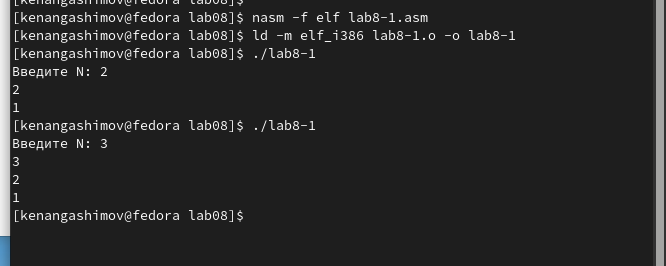 [kenangashimov@fedora lab08]$
[kenangashimov@fedora lab08]$ nasm -f elf lab8-1.asm
[kenangashimov@fedora lab08]$ ld -m elf_i386 lab8-1.o -o lab8-1
[kenangashimov@fedora lab08]$ ./lab8-1
Введите N: 2
2
1
[kenangashimov@fedora lab08]$ ./lab8-1
Введите N: 3
3
2
1
[kenangashimov@fedora lab08]$